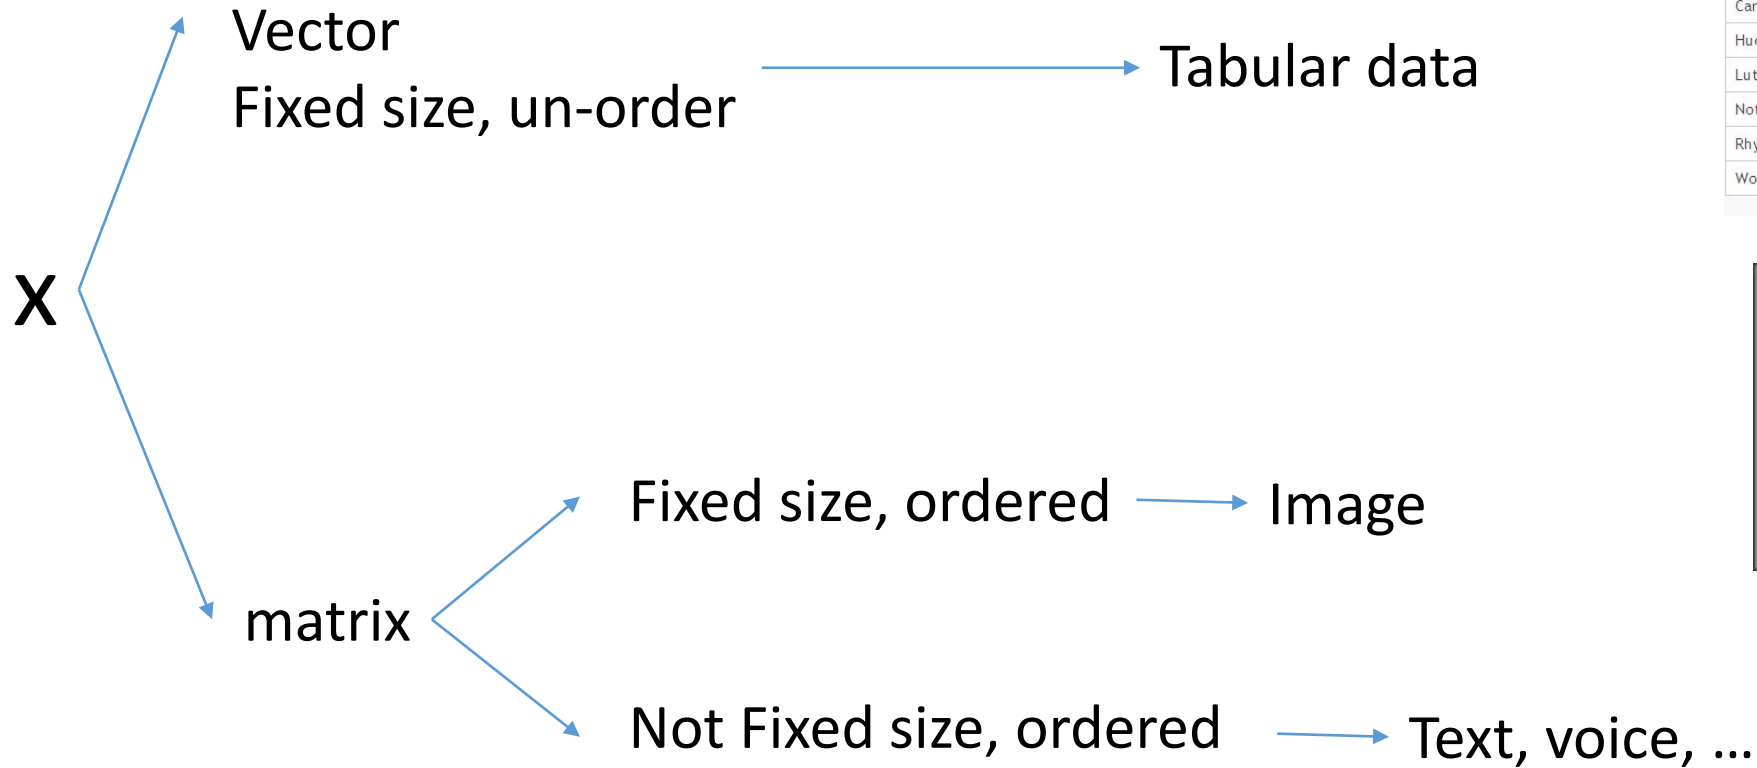 Vector
Fixed size, un-order
Tabular data
X
Fixed size, ordered
Image
matrix
Not Fixed size, ordered
Text, voice, ...